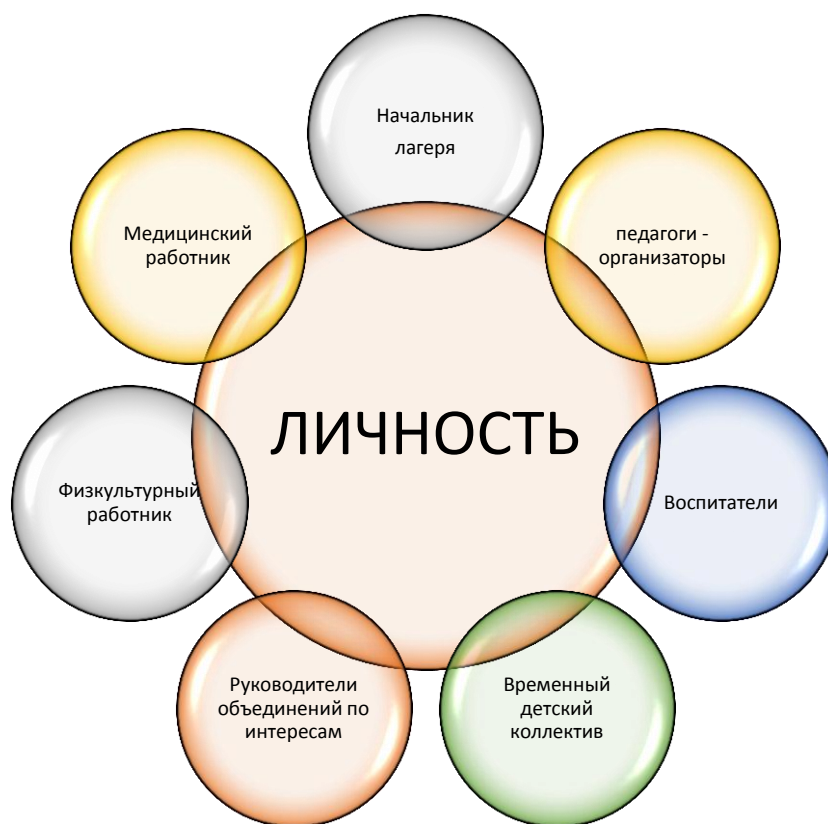 Начальник
лагеря
педагоги -
организаторы
Медицинский
работник
ЛИЧНОСТЬ
Воспитатели
Физкультурный
работник
Руководители
объединений по
интересам
Временный
детский
коллектив